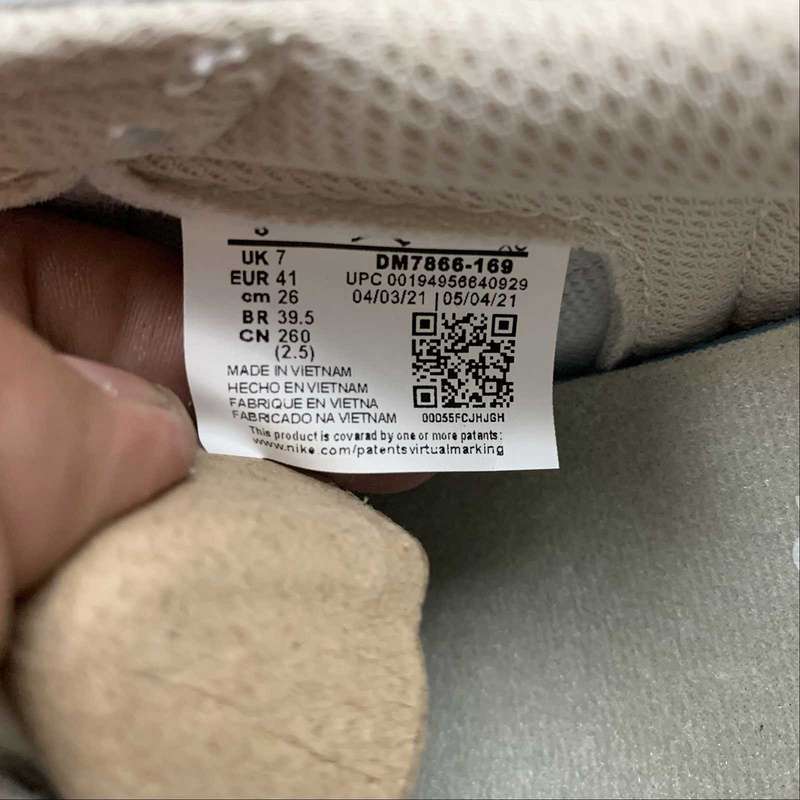 UK 7
EUR 41
cm 26
BR 39.5
CN 260
(2.5)
DM7866-169
UPC 00194956640929
04/03/21 | 05/04/21
MADE IN VIETNAM
HECHO EN VIETNAM
FABRIQUE EN VIETNA
FABRICADO NA VIETNAM
00D55FCJHJGH
This product is covarad by one or more patents:
www.nike.com/patentsvirtualmarking